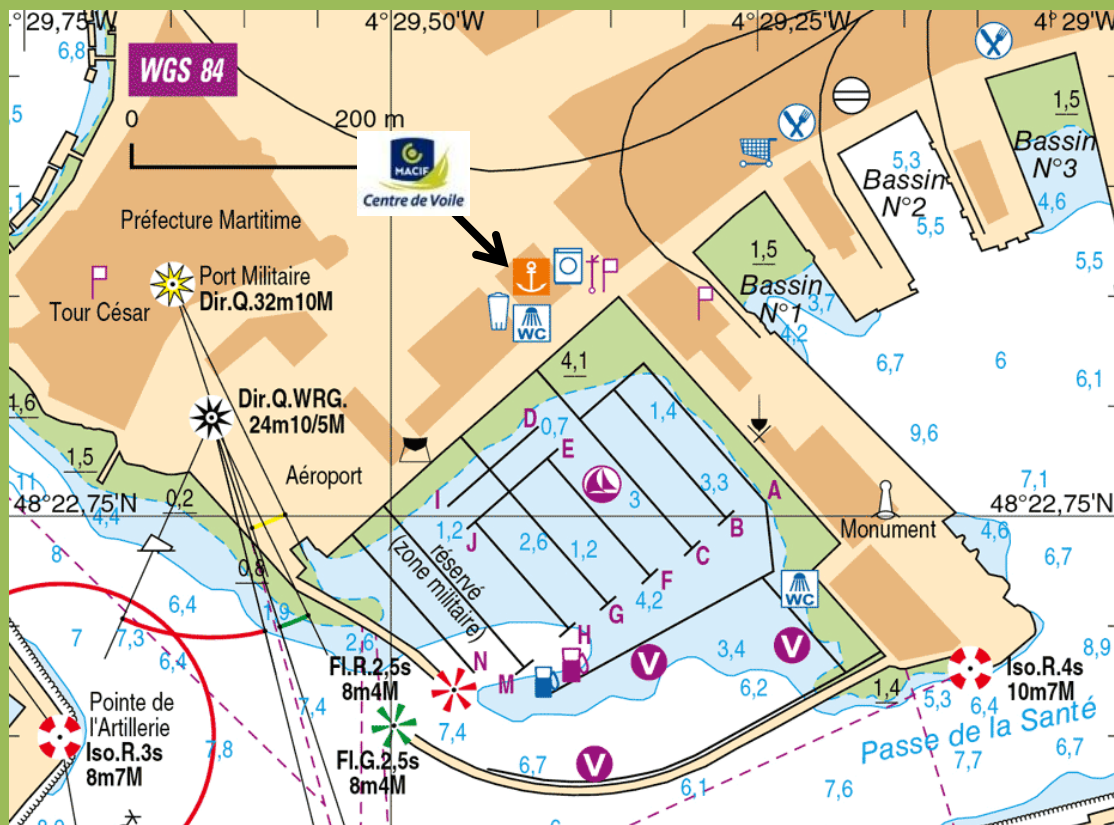 4° 29,75'W
4°29,50'W
4°29,25'W
4° 29'W
6,8
WGS 84
0
200 m
MACIF
Centre de Voile
Préfecture Martitime
Port Militaire
Dir.Q.32m10M
Tour César
Dir.Q.WRG.
24m10/5M
Aéroport
1,5
Bassin
N°3
4,6
5,3
Bassin
N°2
5,5
5,5
1,5
Bassin
N°1
3,7
4,2
6,7
6
6,1
9,6
7,1
WC
4,1
D
0,7
E
1,4
3,3
A
3
B
C
I
J
1,2
2,6
1,2
F
4,2
G
H
réservé
(zone militaire)
N
M
4,6
1,5
0,2
11
48°22,75'N
48°22,75'N
4,4
8
0,8
Monument
4,6
6,7
WC
6,4
1,9
7
7,3
6,4
2,6
7,4
Fl.R.2,5s
8m4M
V
V
3,4
6,2
8,9
Iso.R.4s
10m7M
1,4
5,3
6,4
Passe de la Santé
Pointe de
l'Artillerie
Iso.R.3s
8m7M
7,8
Fl.G.2,5s
8m4M
7,4
6,7
V
6,1
7,6
7,7
6,7